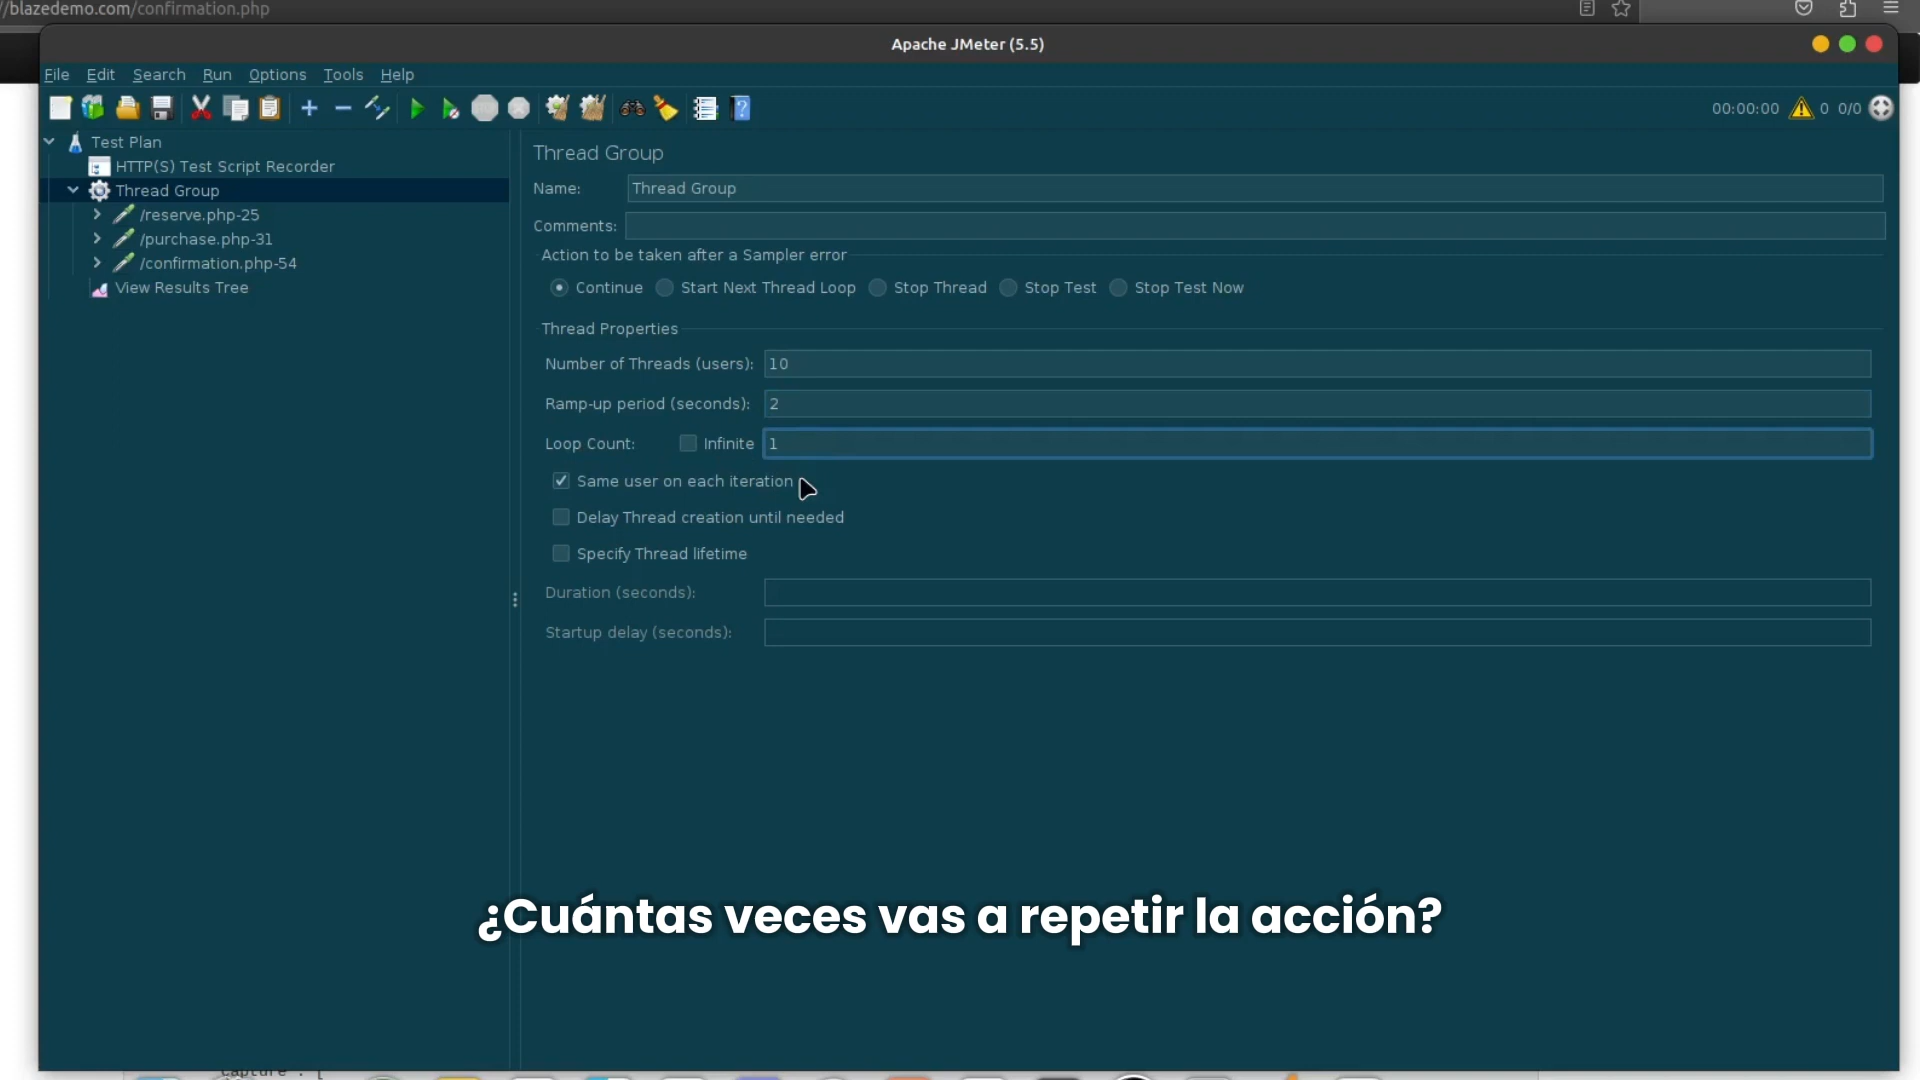 //blazedemo.com/confirmation.php
Apache JMeter (5.5)
File Edit Search Run Options Tools Help
00:00:00 0 0/0
Test Plan
HTTP(S) Test Script Recorder
Thread Group
/reserve.php-25
/purchase.php-31
/confirmation.php-54
View Results Tree
Thread Group
Name: Thread Group
Comments:
Action to be taken after a Sampler error
Continue Start Next Thread Loop Stop Thread Stop Test Stop Test Now
Thread Properties
Number of Threads (users): 10
Ramp-up period (seconds): 2
Loop Count: Infinite 1
Same user on each iteration
Delay Thread creation until needed
Specify Thread lifetime
Duration (seconds):
Startup delay (seconds):
¿Cuántas veces vas a repetir la acción?